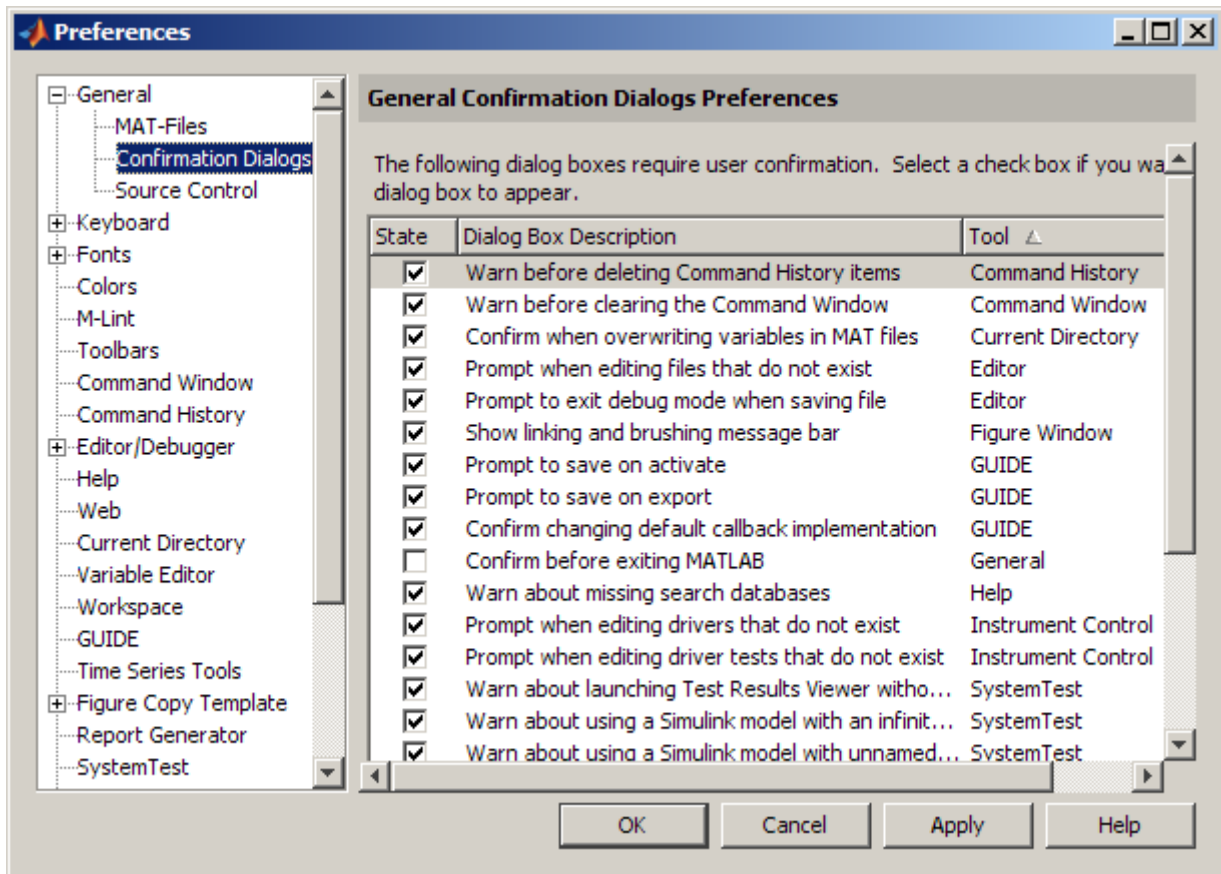 Preferences
General
MAT-Files
Confirmation Dialogs
Source Control
Keyboard
Fonts
Colors
M-Lint
Toolbars
Command Window
Command History
Editor/Debugger
Help
Web
Current Directory
Variable Editor
Workspace
GUIDE
Time Series Tools
Figure Copy Template
Report Generator
SystemTest
General Confirmation Dialogs Preferences
The following dialog boxes require user confirmation. Select a check box if you wa
dialog box to appear.
State Dialog Box Description Tool
Warn before deleting Command History items Command History
Warn before clearing the Command Window Command Window
Confirm when overwriting variables in MAT files Current Directory
Prompt when editing files that do not exist Editor
Prompt to exit debug mode when saving file Editor
Show linking and brushing message bar Figure Window
Prompt to save on activate GUIDE
Prompt to save on export GUIDE
Confirm changing default callback implementation GUIDE
Confirm before exiting MATLAB General
Warn about missing search databases Help
Prompt when editing drivers that do not exist Instrument Control
Prompt when editing driver tests that do not exist Instrument Control
Warn about launching Test Results Viewer witho... SystemTest
Warn about using a Simulink model with an infinit... SystemTest
Warn about using a Simulink model with unnamed... SystemTest
OK Cancel Apply Help